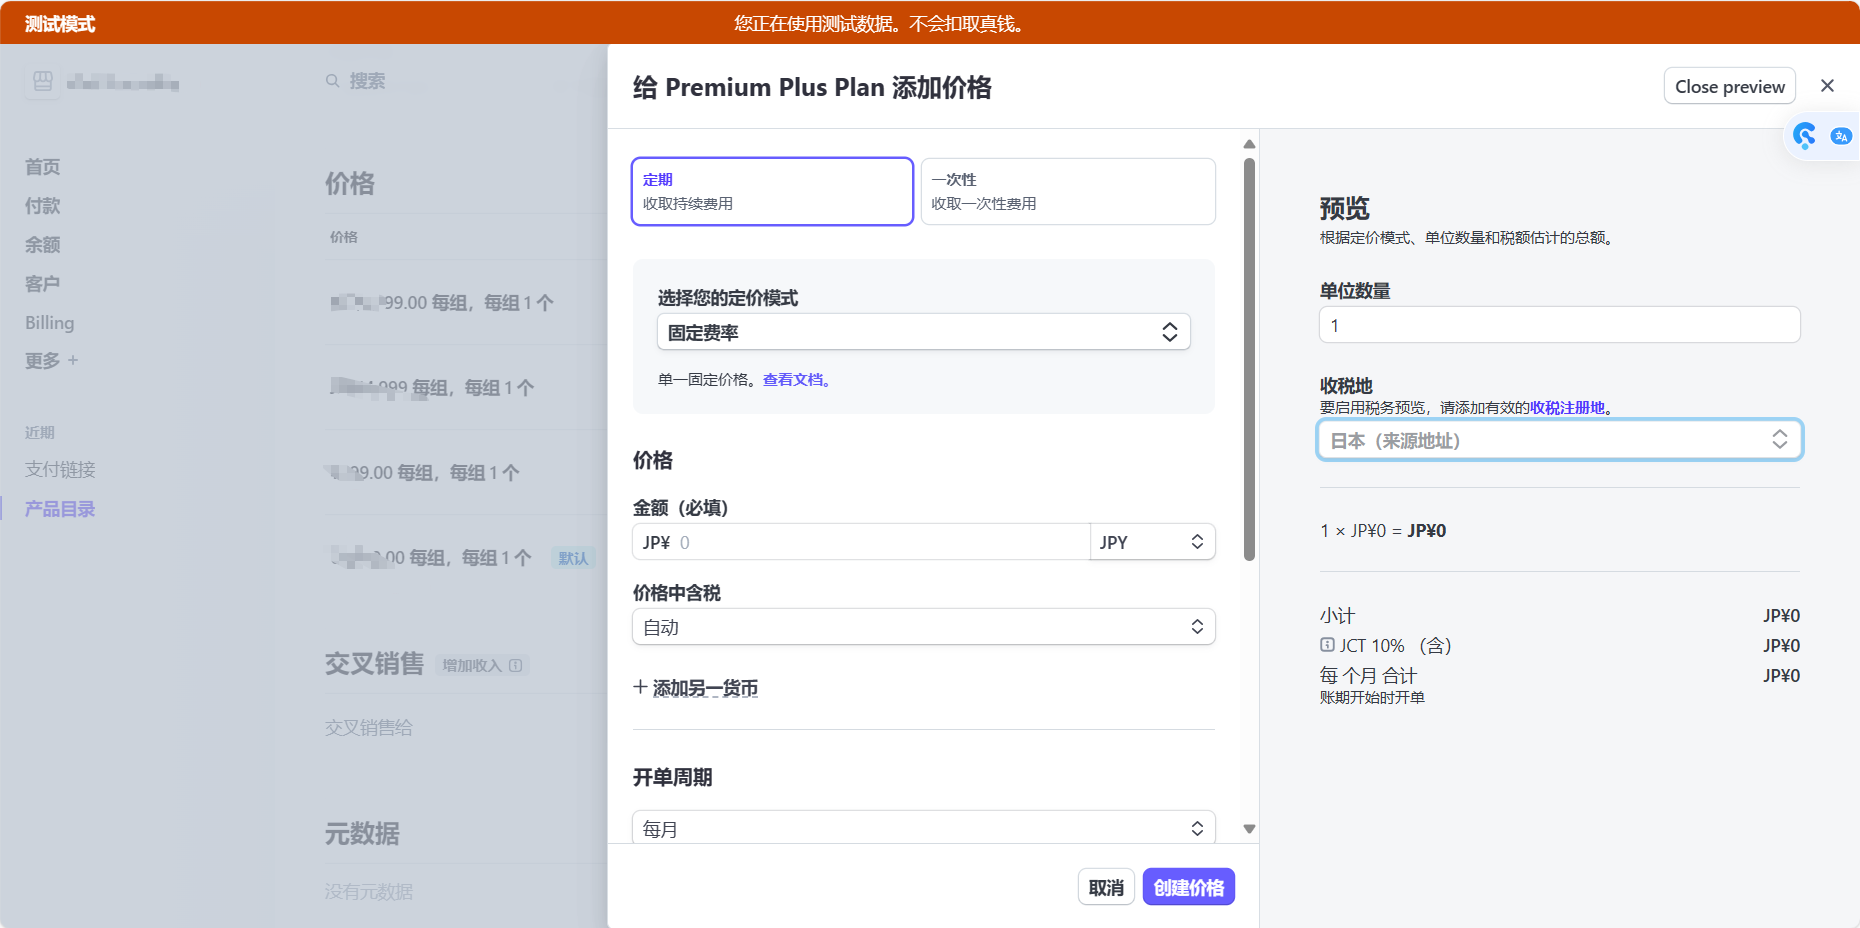 测试模式
您正在使用测试数据。不会扣取真钱。
搜索
首页
付款
余额
客户
Billing
更多 +
近期
支付链接
产品目录
价格
价格
99.00 每组，每组 1 个
999 每组，每组 1 个
99.00 每组，每组 1 个
00 每组，每组 1 个
默认
交叉销售
增加收入
交叉销售给
元数据
没有元数据
给 Premium Plus Plan 添加价格
Close preview
定期
收取持续费用
一次性
收取一次性费用
选择您的定价模式
固定费率
单一固定价格。查看文档。
价格
金额（必填）
JP¥ 0
JPY
价格中含税
自动
+ 添加另一货币
开单周期
每月
取消
创建价格
预览
根据定价模式、单位数量和税额估计的总额。
单位数量
1
收税地
要启用税务预览，请添加有效的收税注册地。
日本（来源地址）
1 × JP¥0 = JP¥0
小计 JP¥0
JCT 10% （含） JP¥0
每 个月 合计 JP¥0
账期开始时开单